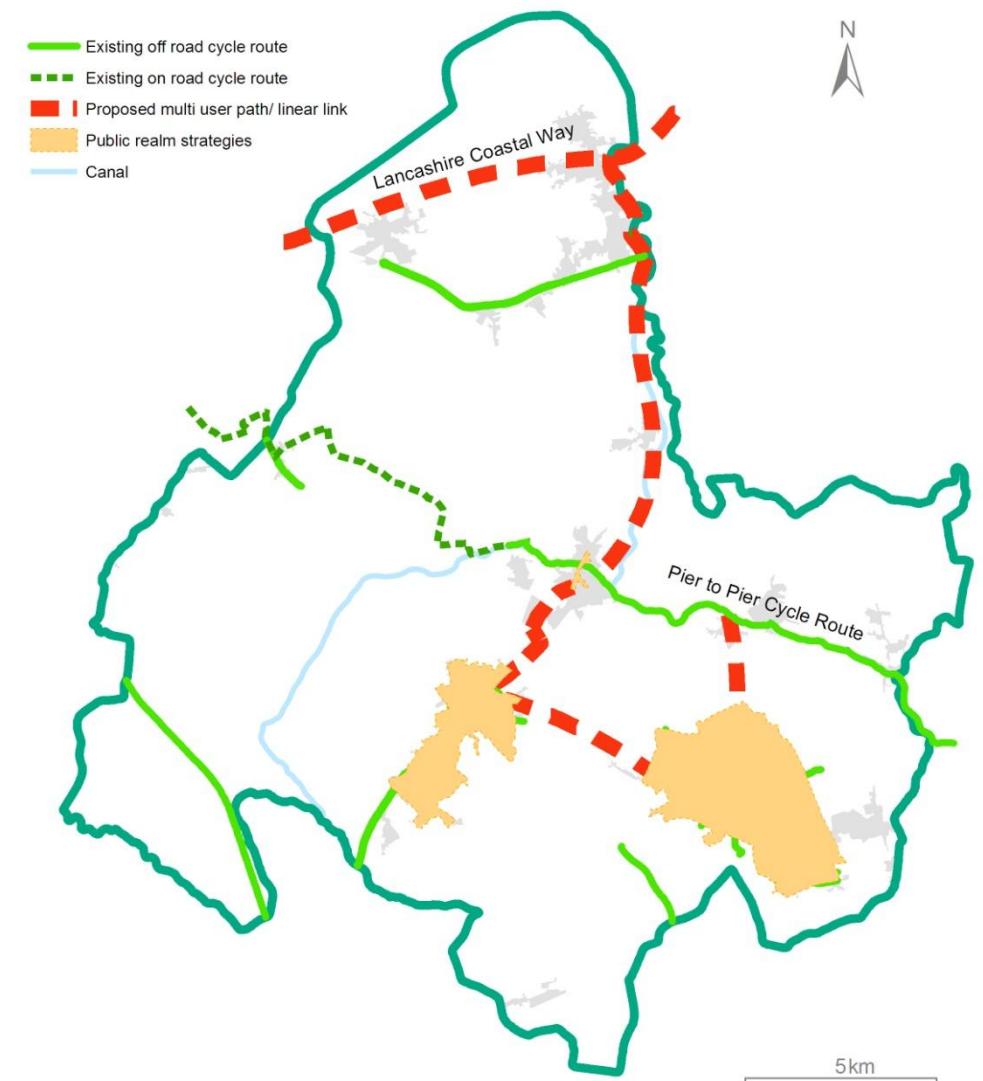 Existing off road cycle route
Existing on road cycle route
Proposed multi user path/ linear link
Public realm strategies
Canal
N
Lancashire Coastal Way
Pier to Pier Cycle Route
5km